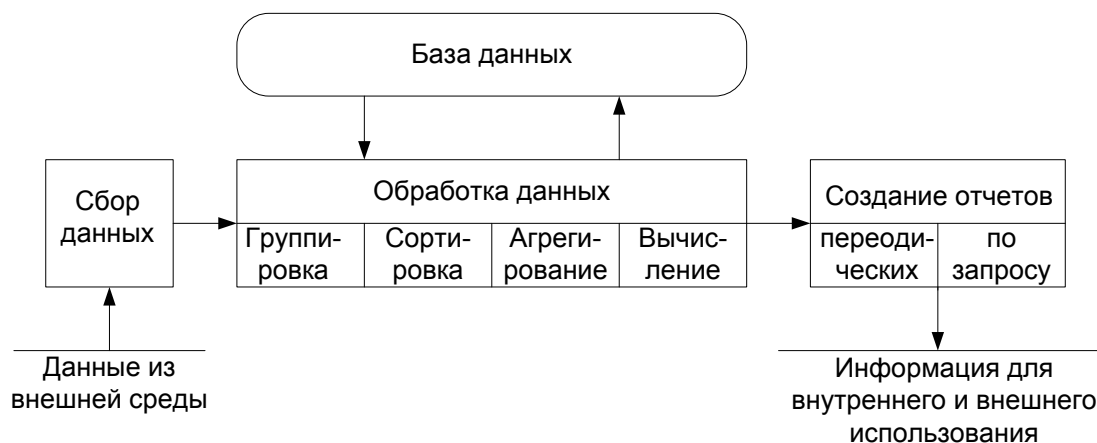 База данных
Сбор
данных
Обработка данных
Группи-
ровка
Сорти-
ровка
Агреги-
рование
Вычис-
ление
Создание отчетов
переоди-
ческих
по
запросу
Данные из
внешней среды
Информация для
внутреннего и внешнего
использования